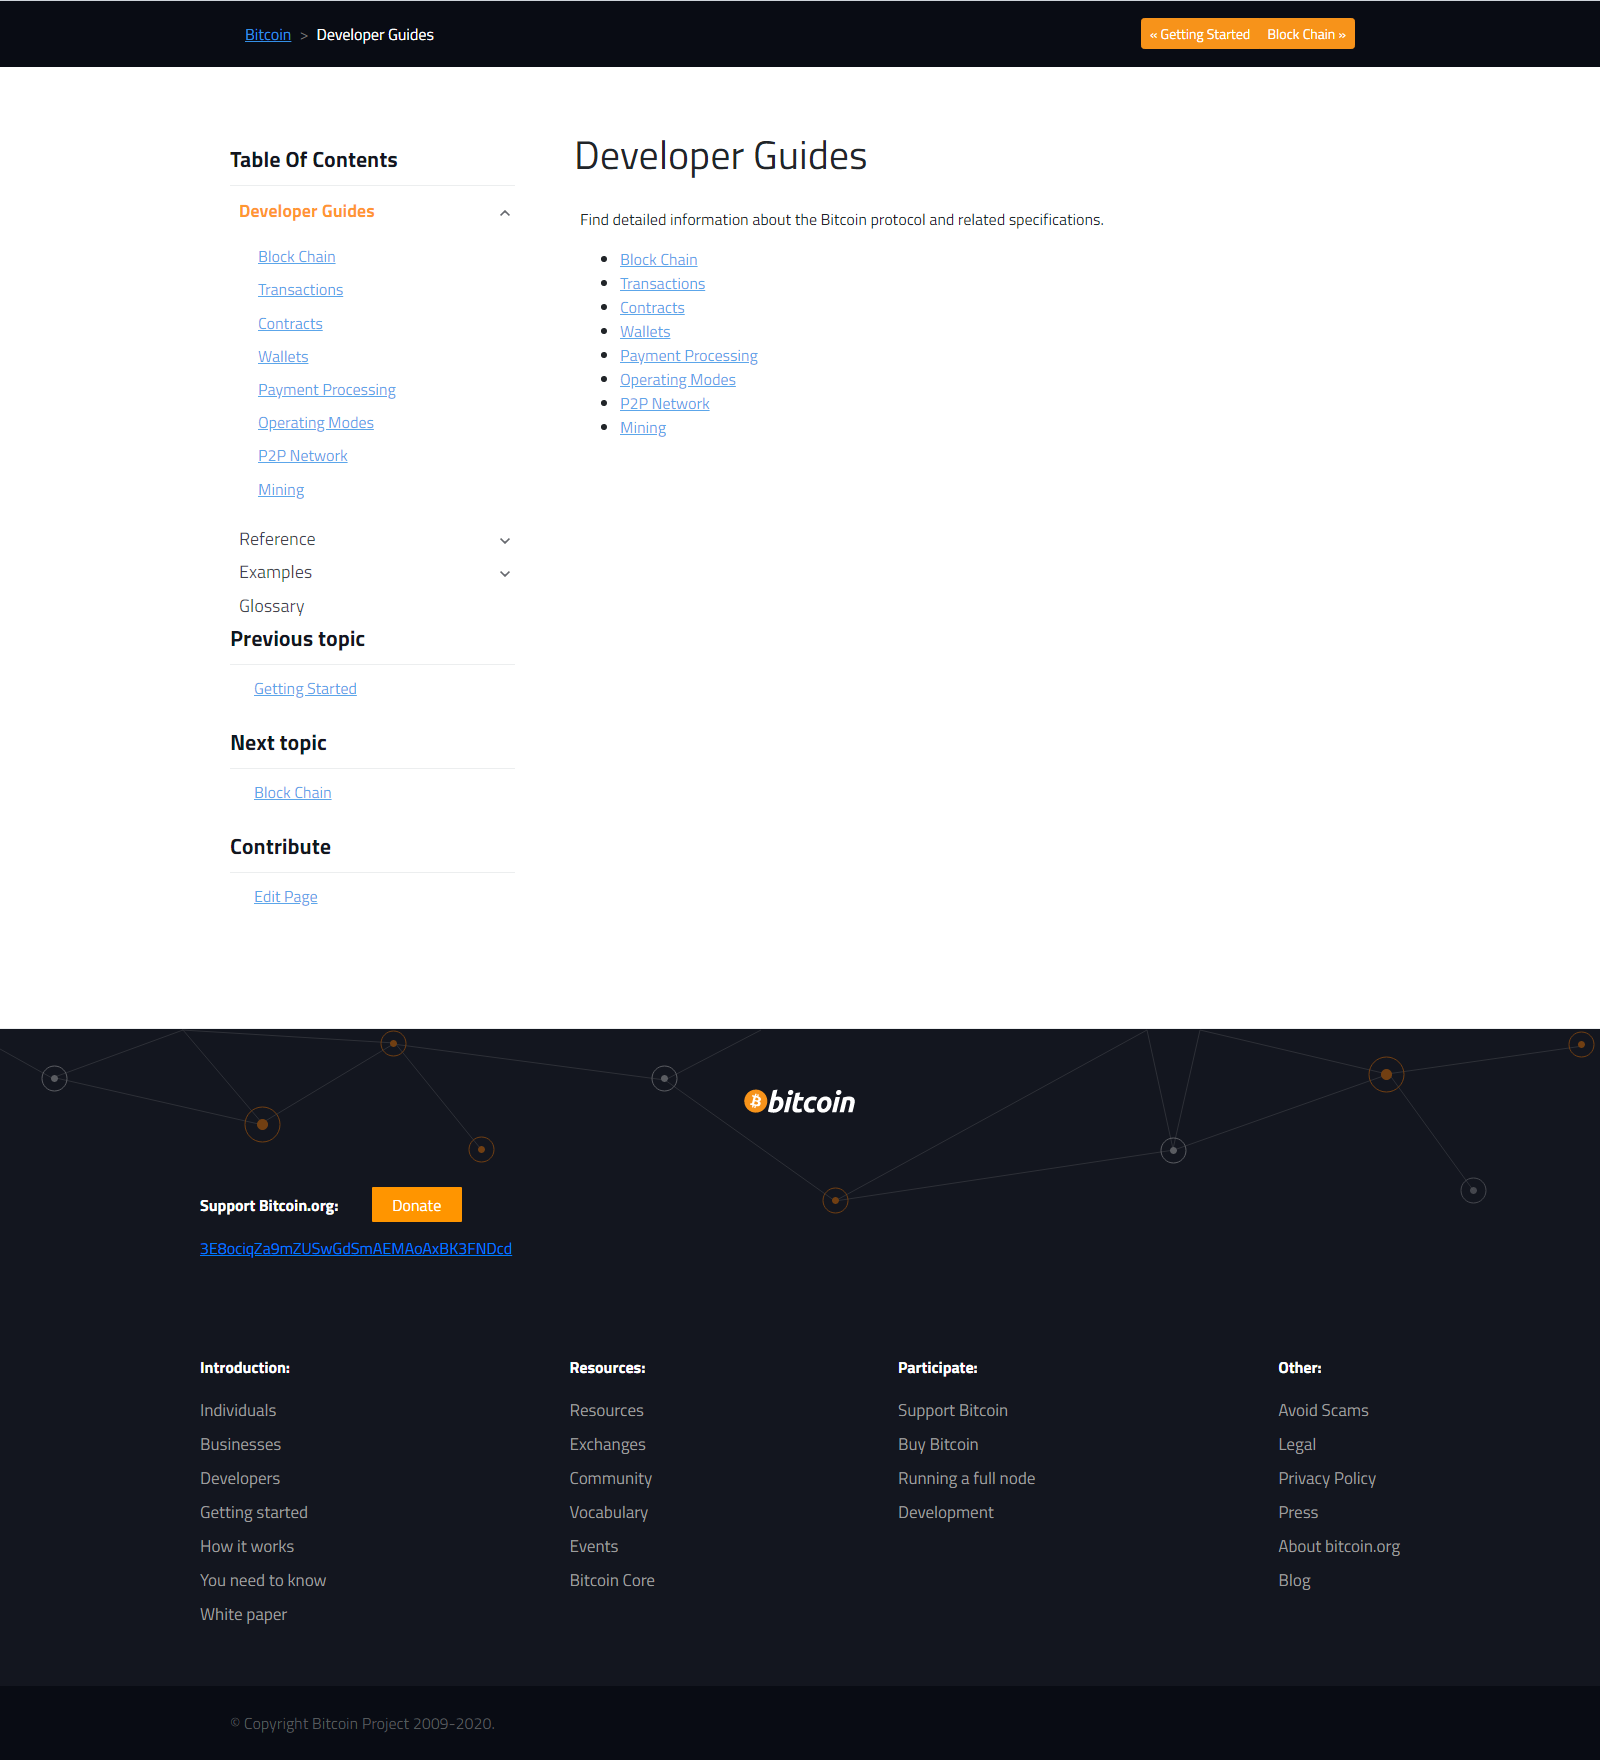 Bitcoin > Developer Guides
« Getting Started Block Chain »
Table Of Contents
Developer Guides
Block Chain
Transactions
Contracts
Wallets
Payment Processing
Operating Modes
P2P Network
Mining
Reference
Examples
Glossary
Previous topic
Getting Started
Next topic
Block Chain
Contribute
Edit Page
Developer Guides
Find detailed information about the Bitcoin protocol and related specifications.
• Block Chain
• Transactions
• Contracts
• Wallets
• Payment Processing
• Operating Modes
• P2P Network
• Mining
bitcoin
Support Bitcoin.org: Donate
3E8ociqZa9mZUSwGdSmAEMAoAxBK3FNDcd
Introduction:
Individuals
Businesses
Developers
Getting started
How it works
You need to know
White paper
Resources:
Resources
Exchanges
Community
Vocabulary
Events
Bitcoin Core
Participate:
Support Bitcoin
Buy Bitcoin
Running a full node
Development
Other:
Avoid Scams
Legal
Privacy Policy
Press
About bitcoin.org
Blog
© Copyright Bitcoin Project 2009-2020.